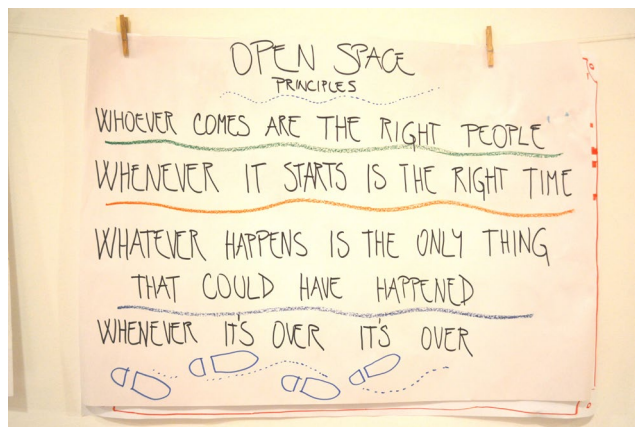 OPEN SPACE
PRINCIPLES
WHOEVER COMES ARE THE RIGHT PEOPLE
WHENEVER IT STARTS IS THE RIGHT TIME
WHATEVER HAPPENS IS THE ONLY THING
THAT COULD HAVE HAPPENED
WHENEVER IT'S OVER IT'S OVER